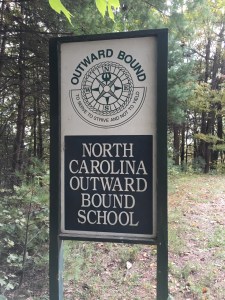 OUTWARD BOUND
TO SERVE, TO STRIVE AND NOT TO YIELD
NORTH
CAROLINA
OUTWARD
BOUND
SCHOOL